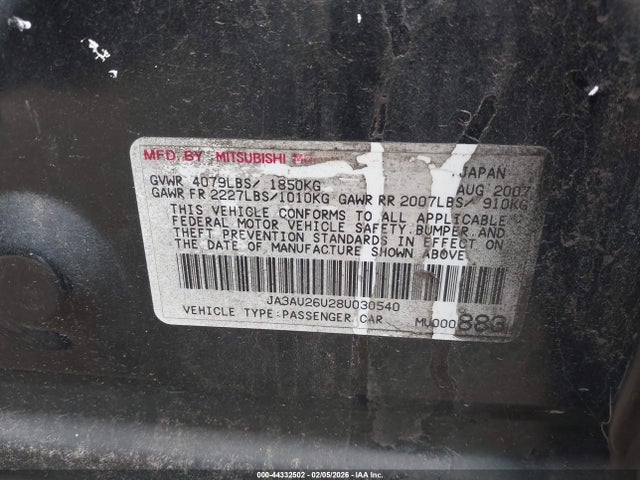 MFD. BY MITSUBISHI
JAPAN
GVWR 4079LBS/ 1850KG AUG 2007
GAWR FR 2227LBS/1010KG GAWR RR 2007LBS/ 910KG
THIS VEHICLE CONFORMS TO ALL APPLICABLE
FEDERAL MOTOR VEHICLE SAFETY.BUMPER.AND
THEFT PREVENTION STANDARDS IN EFFECT ON
THE DATE OF MANUFACTURE SHOWN ABOVE
JA3AU26U28U030540
VEHICLE TYPE:PASSENGER CAR MU000883
000-44332502 - 02/05/2026 - ©IAA Inc.